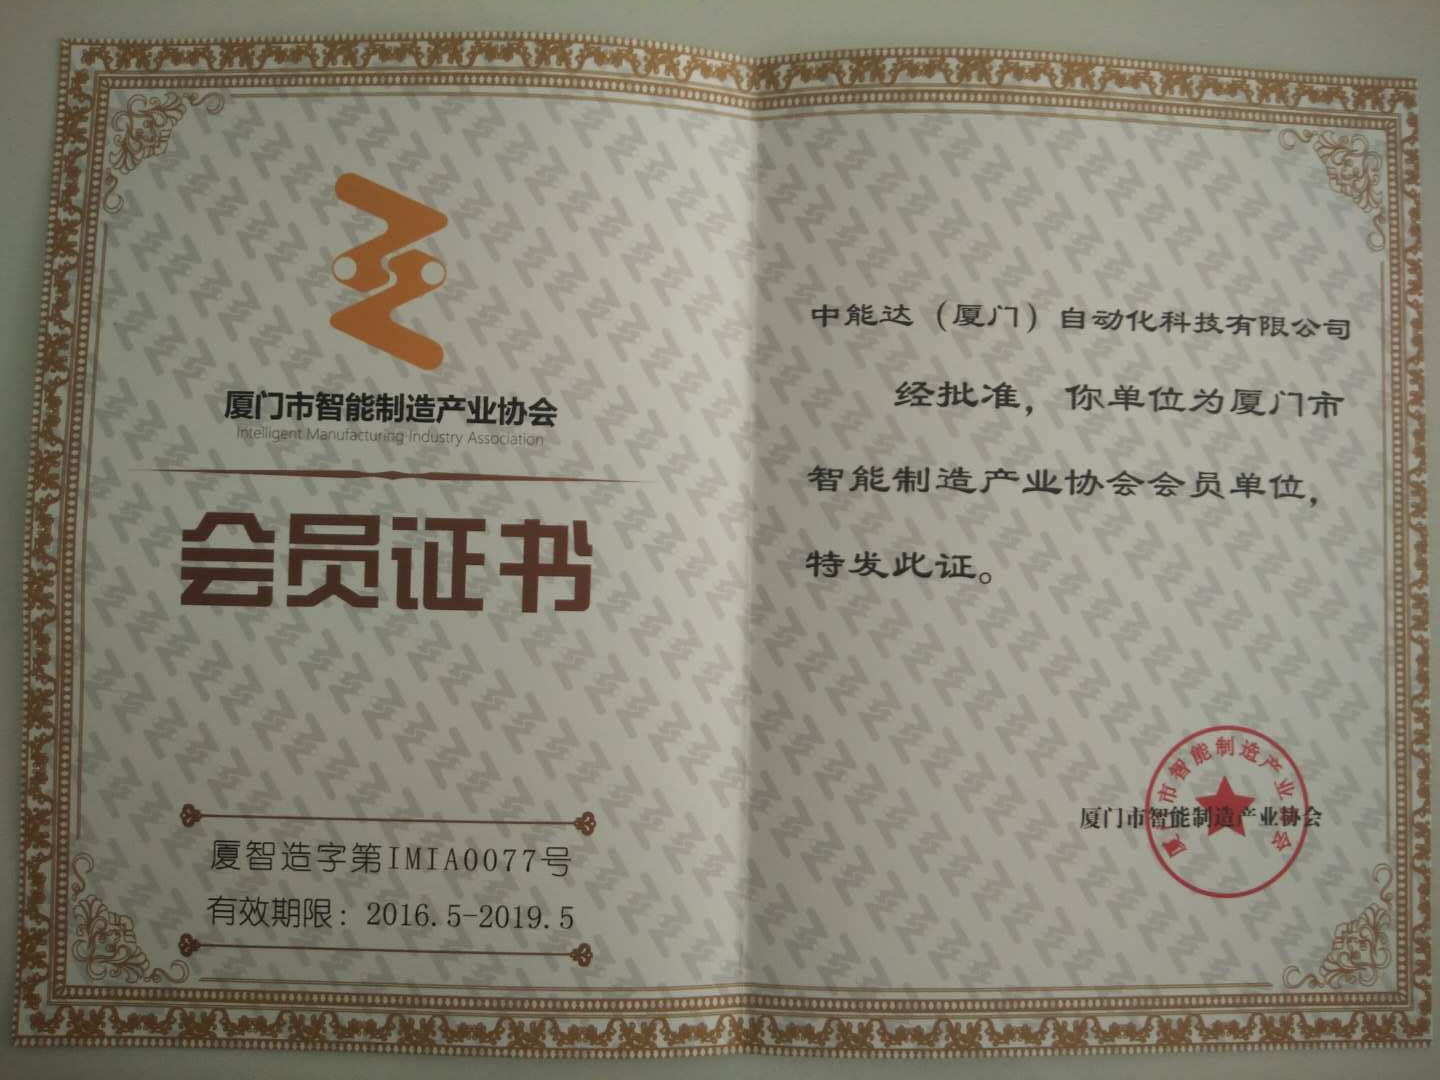 厦门市智能制造产业协会
Intelligent Manufacturing Industry Association
会员证书
厦智造字第IMIA0077号
有效期限：2016.5-2019.5
中能达（厦门）自动化科技有限公司
经批准，你单位为厦门市
智能制造产业协会会员单位，
特发此证。
厦门市智能制造产业协会
厦门市智能制造产业协会